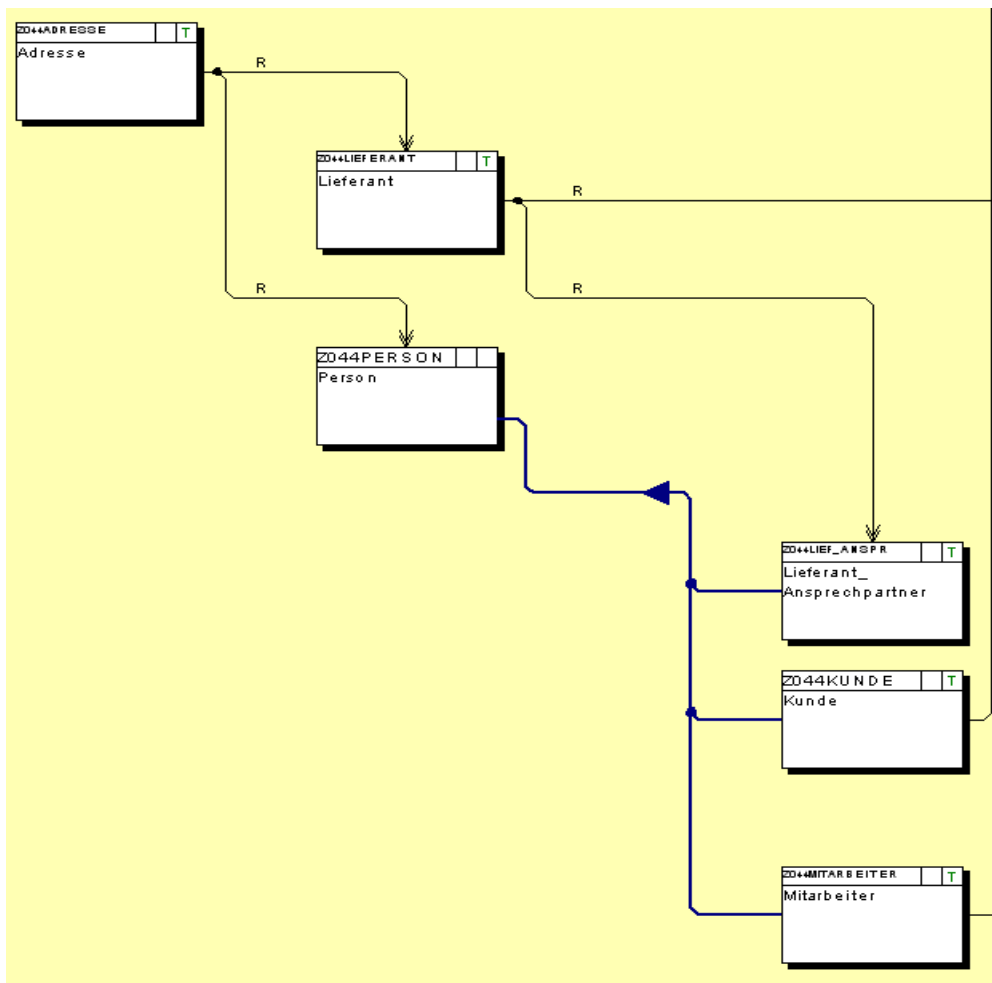 Z044ADRESSE T
Adresse
R
Z044LIEFERANT T
Lieferant
R
R
R
Z044PERSON
Person
Z044LIEF_ANSPR T
Lieferant_
Ansprechpartner
Z044KUNDE T
Kunde
Z044MITARBEITER T
Mitarbeiter